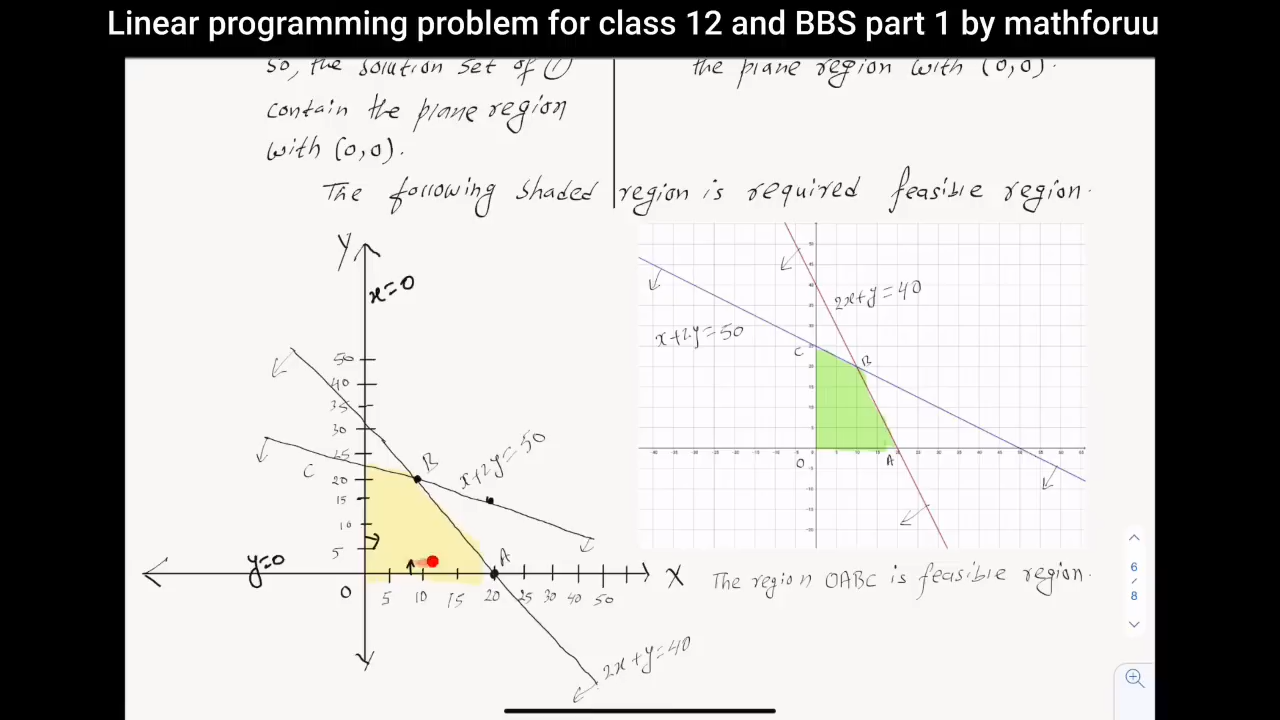 Linear programming problem for class 12 and BBS part 1 by mathforuu
So, the solution set of ①
contain the plane region
with (0,0).
the plane region with (0,0).
The following shaded region is required feasible region.
Y
x=0
50
40
35
30
25
20
15
10
5
C
B
x+2y=50
y=0
A
O
5 10 15 20 25 30 40 50
X
2x+y=40
2x+y=40
x+2y=50
C
B
O
A
The region OABC is feasible region.
6
/
8